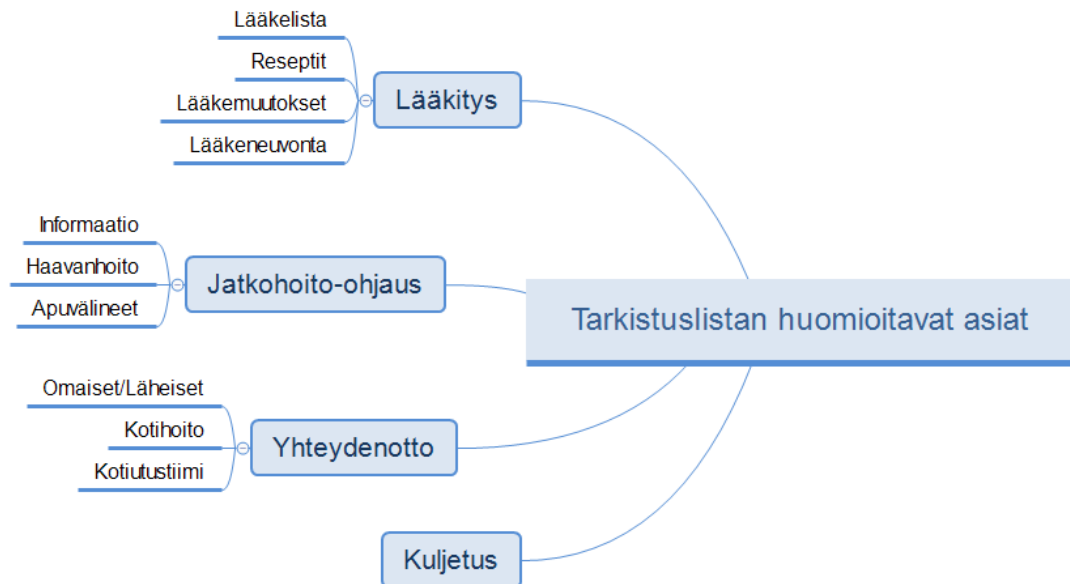 Lääkelista
Reseptit
Lääkemuutokset
Lääkeneuvonta
Lääkitys
Informaatio
Haavanhoito
Apuvälineet
Jatkohoito-ohjaus
Tarkistuslistan huomioitavat asiat
Omaiset/Läheiset
Kotihoito
Kotiutustiimi
Yhteydenotto
Kuljetus